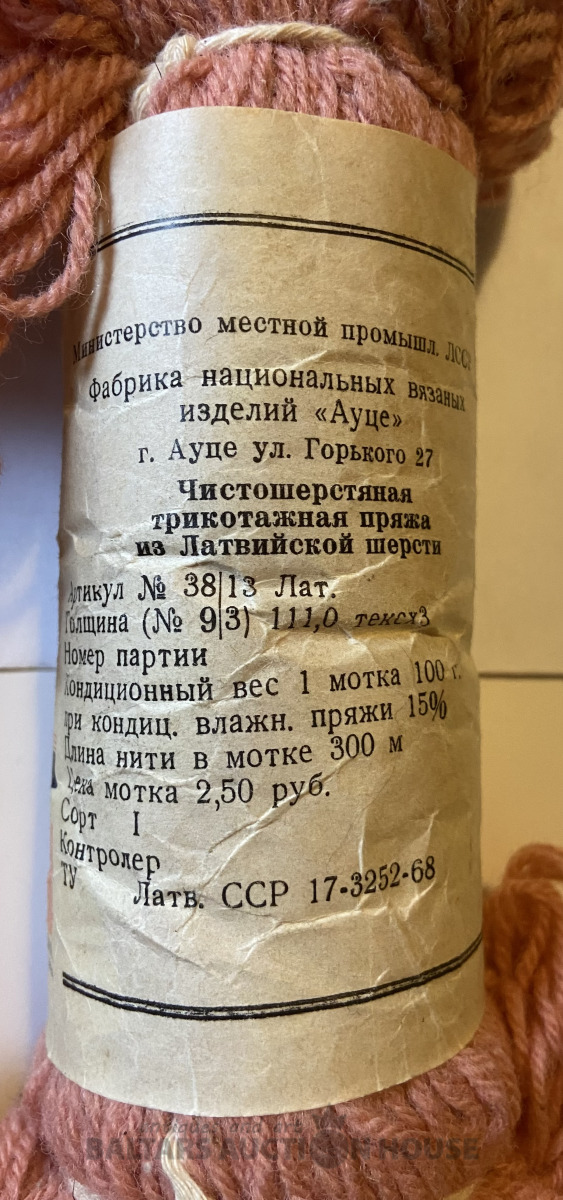 Министерство местной промышл. ЛССР
Фабрика национальных вязаных
изделий «Ауце»
г. Ауце ул. Горького 27
Чистошерстяная
трикотажная пряжа
из Латвийской шерсти
Артикул № 38|13 Лат.
Толщина (№ 9|3) 111,0 текс х 3
Номер партии
Кондиционный вес 1 мотка 100 г.
при кондиц. влажн. пряжи 15%
Длина нити в мотке 300 м
Цена мотка 2,50 руб.
Сорт I
Контролер
ТУ Латв. ССР 17-3252-68
BALTARS AUCTION HOUSE